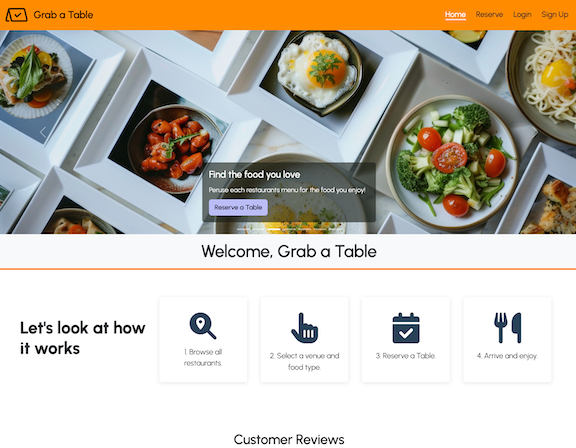 Grab a Table
Home Reserve Login Sign Up
Find the food you love
Peruse each restaurants menu for the food you enjoy!
Reserve a Table
Welcome, Grab a Table
Let's look at how
it works
1. Browse all
restaurants.
2. Select a venue and
food type.
3. Reserve a Table.
4. Arrive and enjoy.
Customer Reviews